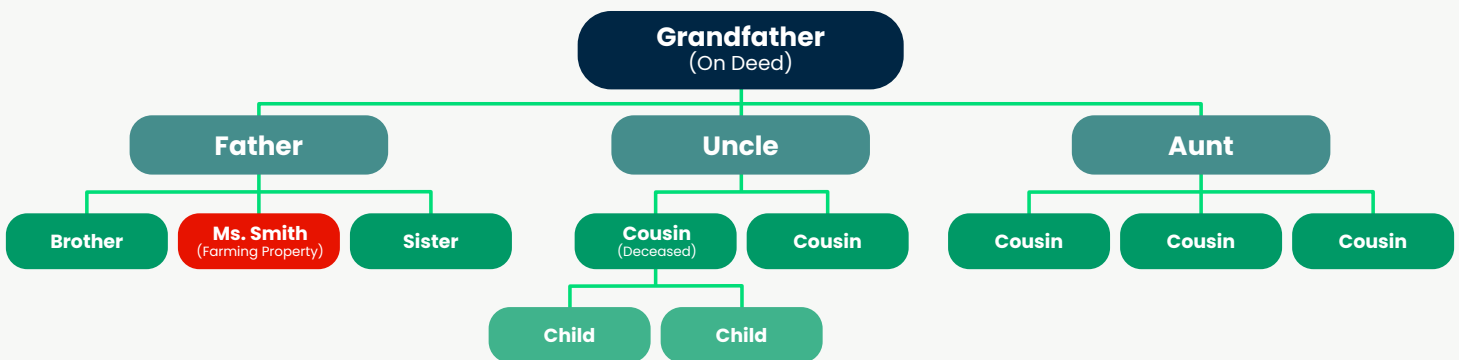 Grandfather
(On Deed)
Father
Uncle
Aunt
Brother
Ms. Smith
(Farming Property)
Sister
Cousin
(Deceased)
Cousin
Cousin
Cousin
Cousin
Child
Child